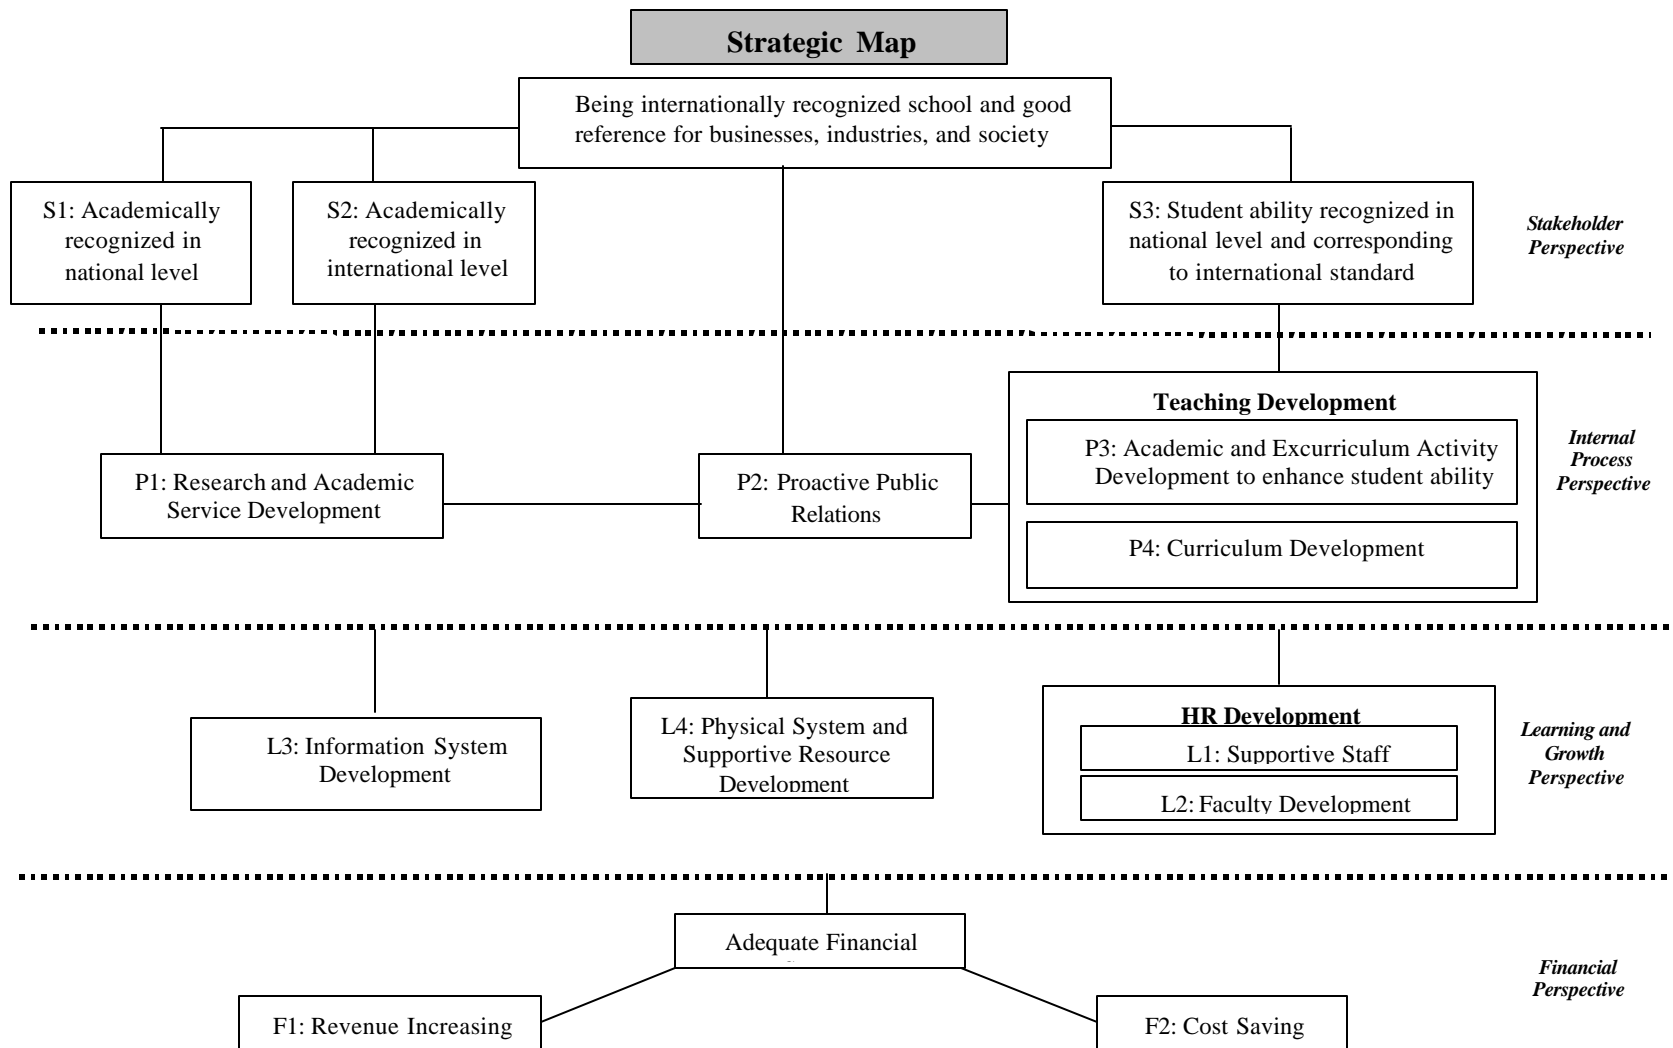 Strategic Map
Being internationally recognized school and good
reference for businesses, industries, and society
S1: Academically
recognized in
national level
S2: Academically
recognized in
international level
S3: Student ability recognized in
national level and corresponding
to international standard
Stakeholder
Perspective
Teaching Development
P3: Academic and Excurriculum Activity
Development to enhance student ability
P4: Curriculum Development
P1: Research and Academic
Service Development
P2: Proactive Public
Relations
Internal
Process
Perspective
L3: Information System
Development
L4: Physical System and
Supportive Resource
Development
HR Development
L1: Supportive Staff
L2: Faculty Development
Learning and
Growth
Perspective
Adequate Financial
F1: Revenue Increasing
F2: Cost Saving
Financial
Perspective